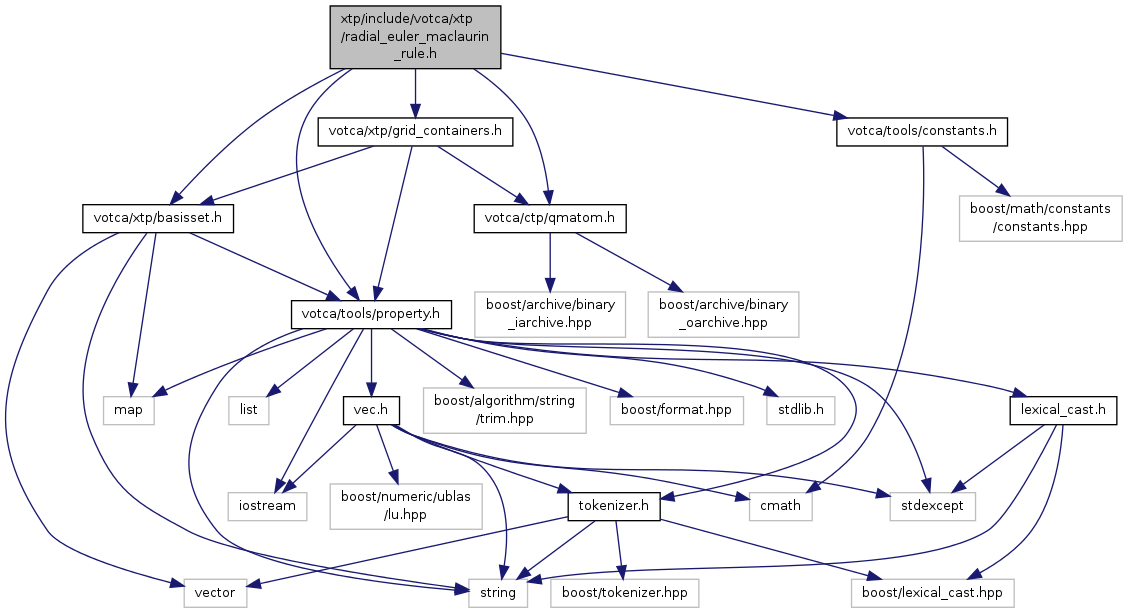 xtp/include/votca/xtp
/radial_euler_maclaurin
_rule.h
votca/xtp/grid_containers.h
votca/tools/constants.h
votca/xtp/basisset.h
votca/ctp/qmatom.h
boost/math/constants
/constants.hpp
votca/tools/property.h
boost/archive/binary
_iarchive.hpp
boost/archive/binary
_oarchive.hpp
map
list
vec.h
boost/algorithm/string
/trim.hpp
boost/format.hpp
stdlib.h
lexical_cast.h
iostream
boost/numeric/ublas
/lu.hpp
tokenizer.h
cmath
stdexcept
vector
string
boost/tokenizer.hpp
boost/lexical_cast.hpp